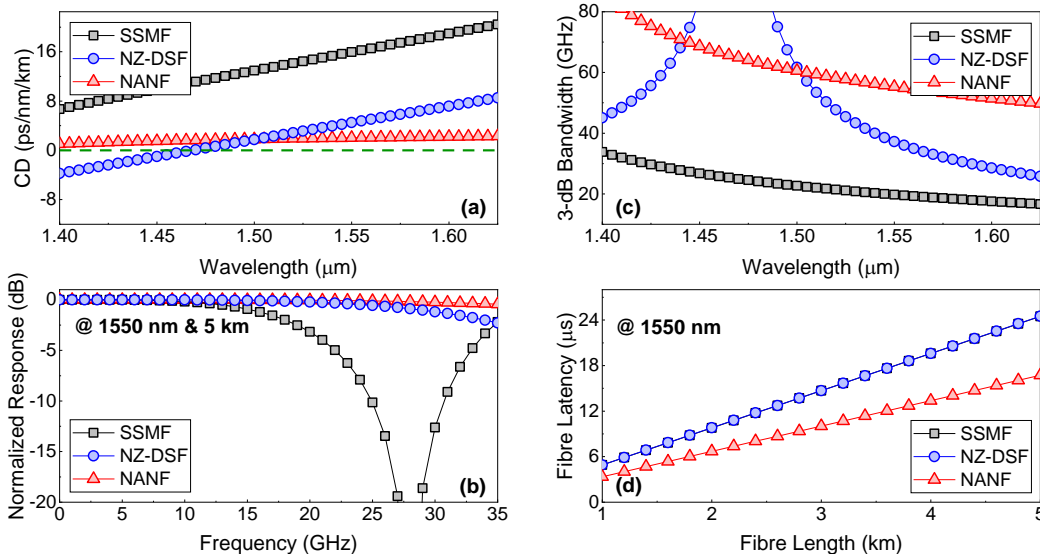 CD (ps/nm/km)
16
8
0
-8
SSMF
NZ-DSF
NANF
(a)
1.40 1.45 1.50 1.55 1.60
Wavelength (μm)
3-dB Bandwidth (GHz)
80
60
40
20
SSMF
NZ-DSF
NANF
(c)
1.40 1.45 1.50 1.55 1.60
Wavelength (μm)
Normalized Response (dB)
0
-5
-10
-15
-20
@ 1550 nm & 5 km
SSMF
NZ-DSF
NANF
(b)
0 5 10 15 20 25 30 35
Frequency (GHz)
Fibre Latency (μs)
24
18
12
6
0
@ 1550 nm
SSMF
NZ-DSF
NANF
(d)
1 2 3 4 5
Fibre Length (km)